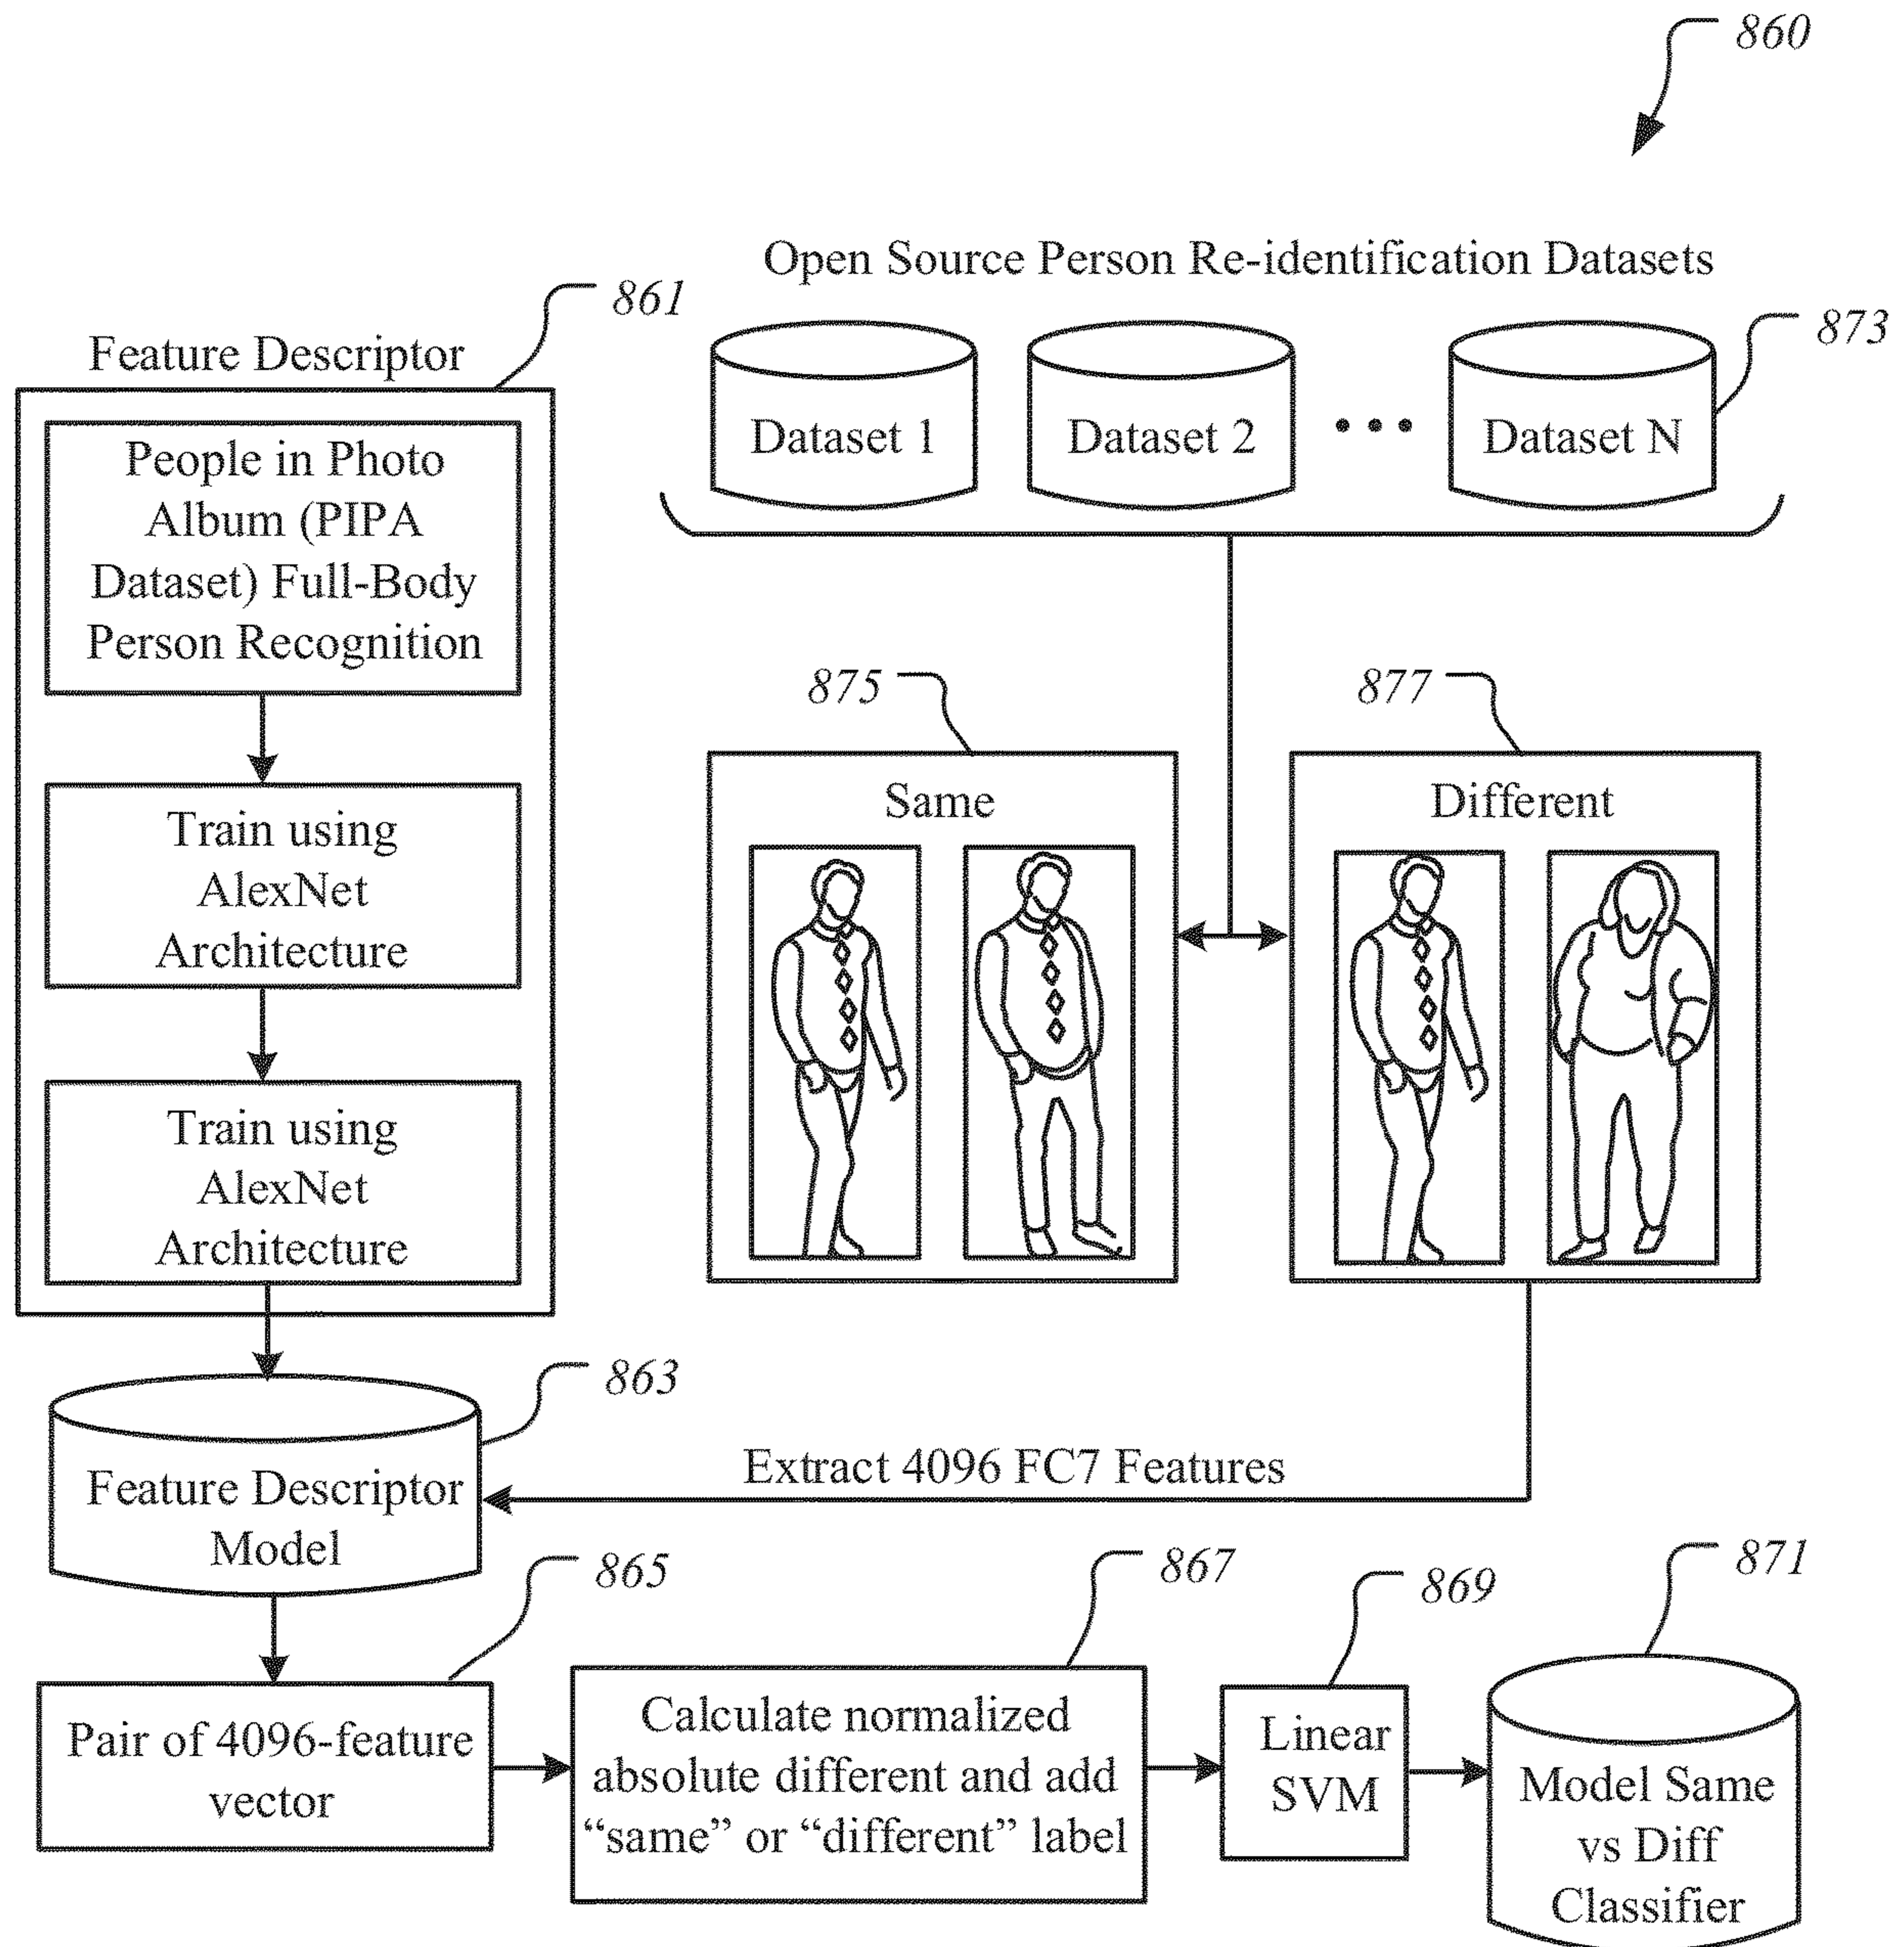 860
Open Source Person Re-identification Datasets
861
873
Feature Descriptor
Dataset 1
Dataset 2
Dataset N
People in Photo
Album (PIPA
Dataset) Full-Body
Person Recognition
875
877
Same
Different
Train using
AlexNet
Architecture
Train using
AlexNet
Architecture
863
Extract 4096 FC7 Features
Feature Descriptor
Model
865
867
869
871
Pair of 4096-feature
vector
Calculate normalized
absolute different and add
“same” or “different” label
Linear
SVM
Model Same
vs Diff
Classifier